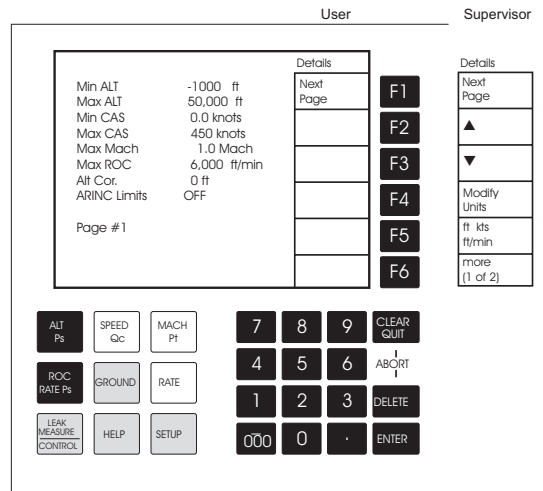 User
Supervisor
Details
Min ALT -1000 ft
Max ALT 50,000 ft
Min CAS 0.0 knots
Max CAS 450 knots
Max Mach 1.0 Mach
Max ROC 6,000 ft/min
Alt Cor. 0 ft
ARINC Limits OFF
Page #1
Next
Page
F1
F2
F3
F4
F5
F6
Details
Next
Page
▲
▼
Modify
Units
ft kts
ft/min
more
(1 of 2)
ALT
Ps
SPEED
Qc
MACH
Pt
ROC
RATE Ps
GROUND
RATE
LEAK
MEASURE
CONTROL
HELP
SETUP
7 8 9 CLEAR
QUIT
4 5 6 ABORT
1 2 3 DELETE
000 0 . ENTER